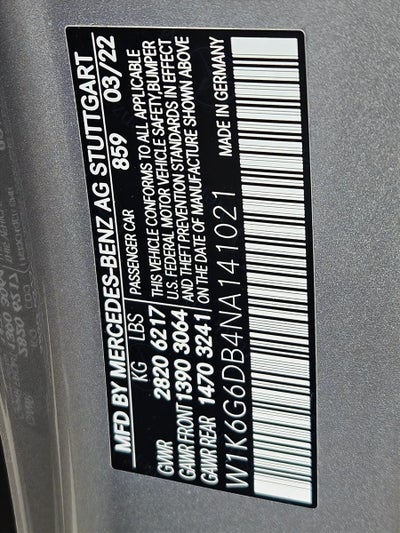 MFD BY MERCEDES-BENZ AG STUTTGART
859 03/22
KG LBS
GVWR 2820 6217
GAWR FRONT 1390 3064
GAWR REAR 1470 3241
PASSENGER CAR
THIS VEHICLE CONFORMS TO ALL APPLICABLE
U.S. FEDERAL MOTOR VEHICLE SAFETY,BUMPER
AND THEFT PREVENTION STANDARDS IN EFFECT
ON THE DATE OF MANUFACTURE SHOWN ABOVE
W1K6G6DB4NA141021
MADE IN GERMANY